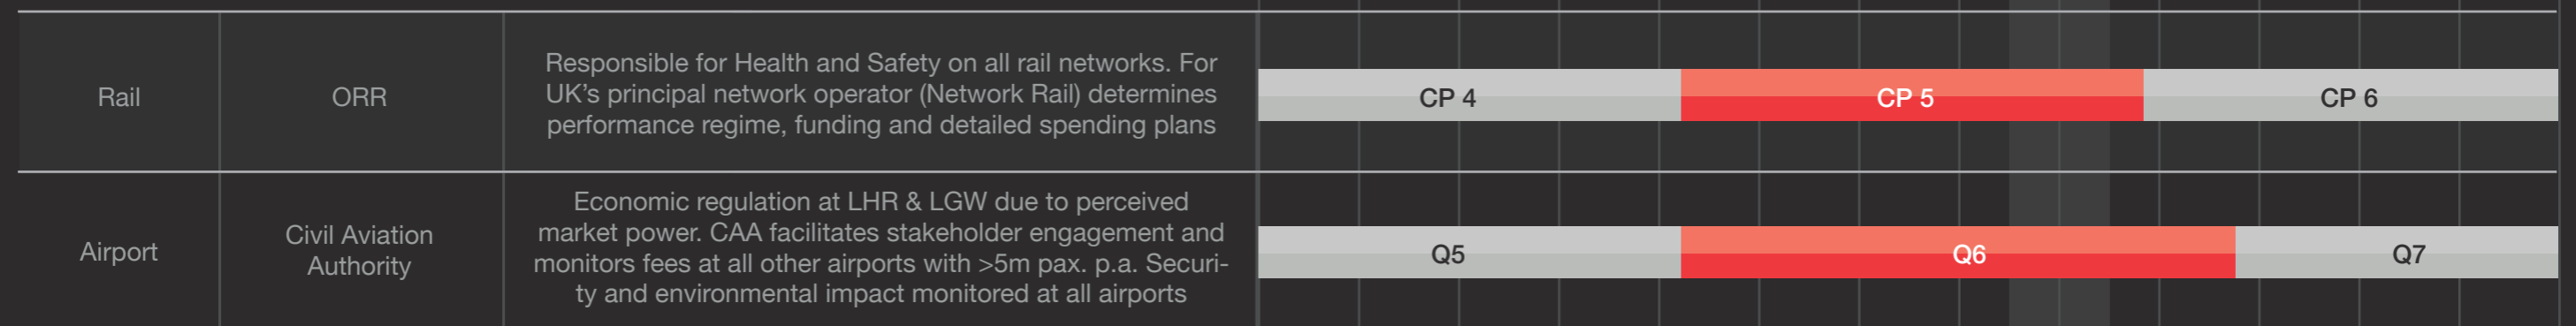 Rail
ORR
Responsible for Health and Safety on all rail networks. For
UK's principal network operator (Network Rail) determines
performance regime, funding and detailed spending plans
CP 4
CP 5
CP 6
Airport
Civil Aviation
Authority
Economic regulation at LHR & LGW due to perceived
market power. CAA facilitates stakeholder engagement and
monitors fees at all other airports with >5m pax. p.a. Securi-
ty and environmental impact monitored at all airports
Q5
Q6
Q7